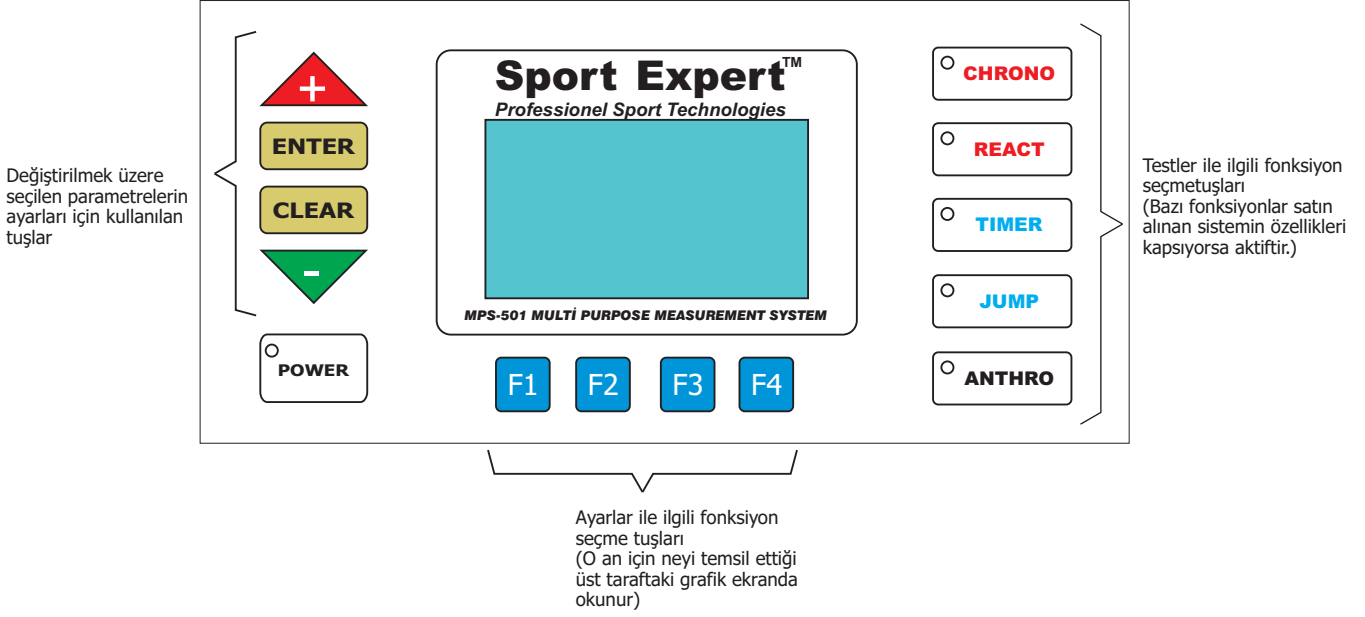 Değiştirilmek üzere
seçilen parametrelerin
ayarları için kullanılan
tuşlar
+
ENTER
CLEAR
-
POWER
Sport Expert™
Professionel Sport Technologies
MPS-501 MULTİ PURPOSE MEASUREMENT SYSTEM
F1 F2 F3 F4
CHRONO
REACT
TIMER
JUMP
ANTHRO
Testler ile ilgili fonksiyon
seçmetuşları
(Bazı fonksiyonlar satın
alınan sistemin özellikleri
kapsıyorsa aktiftir.)
Ayarlar ile ilgili fonksiyon
seçme tuşları
(O an için neyi temsil ettiği
üst taraftaki grafik ekranda
okunur)